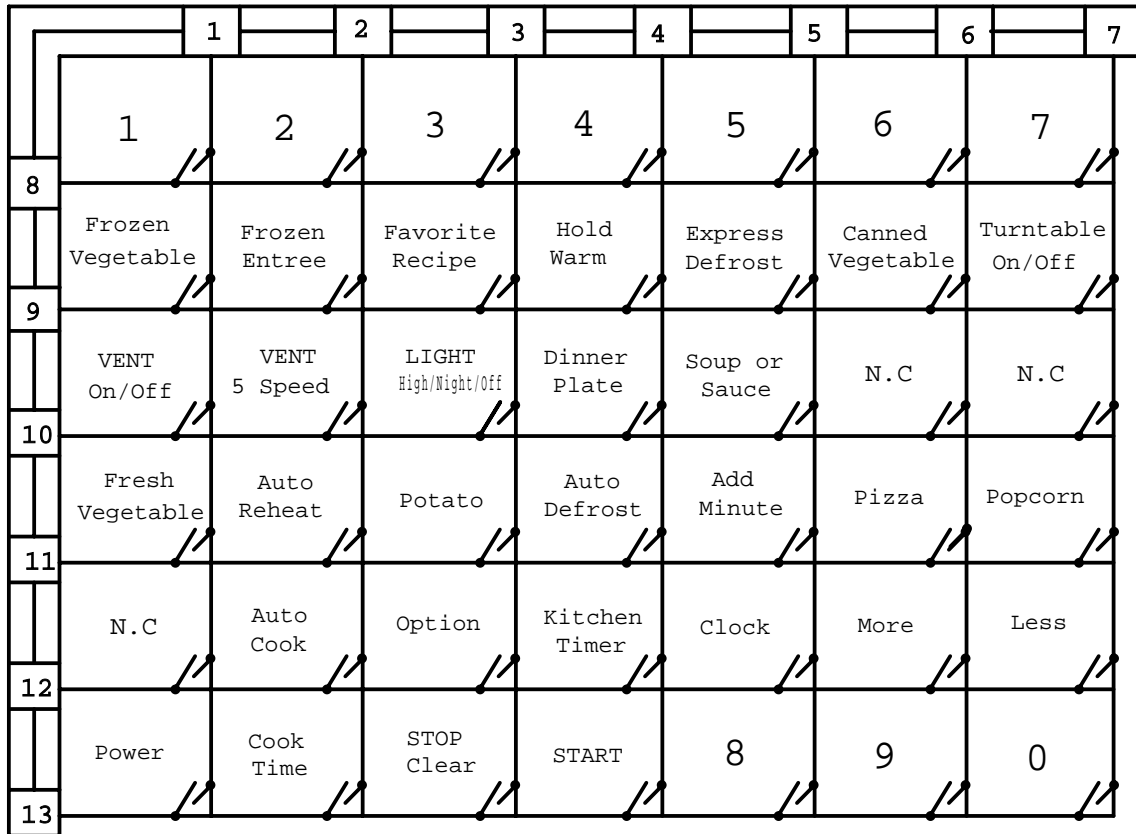 1 2 3 4 5 6 7
1 2 3 4 5 6 7
8
Frozen Vegetable
Frozen Entree
Favorite Recipe
Hold Warm
Express Defrost
Canned Vegetable
Turntable On/Off
9
VENT On/Off
VENT 5 Speed
LIGHT High/Night/Off
Dinner Plate
Soup or Sauce
N.C
N.C
10
Fresh Vegetable
Auto Reheat
Potato
Auto Defrost
Add Minute
Pizza
Popcorn
11
N.C
Auto Cook
Option
Kitchen Timer
Clock
More
Less
12
Power
Cook Time
STOP Clear
START
8
9
0
13